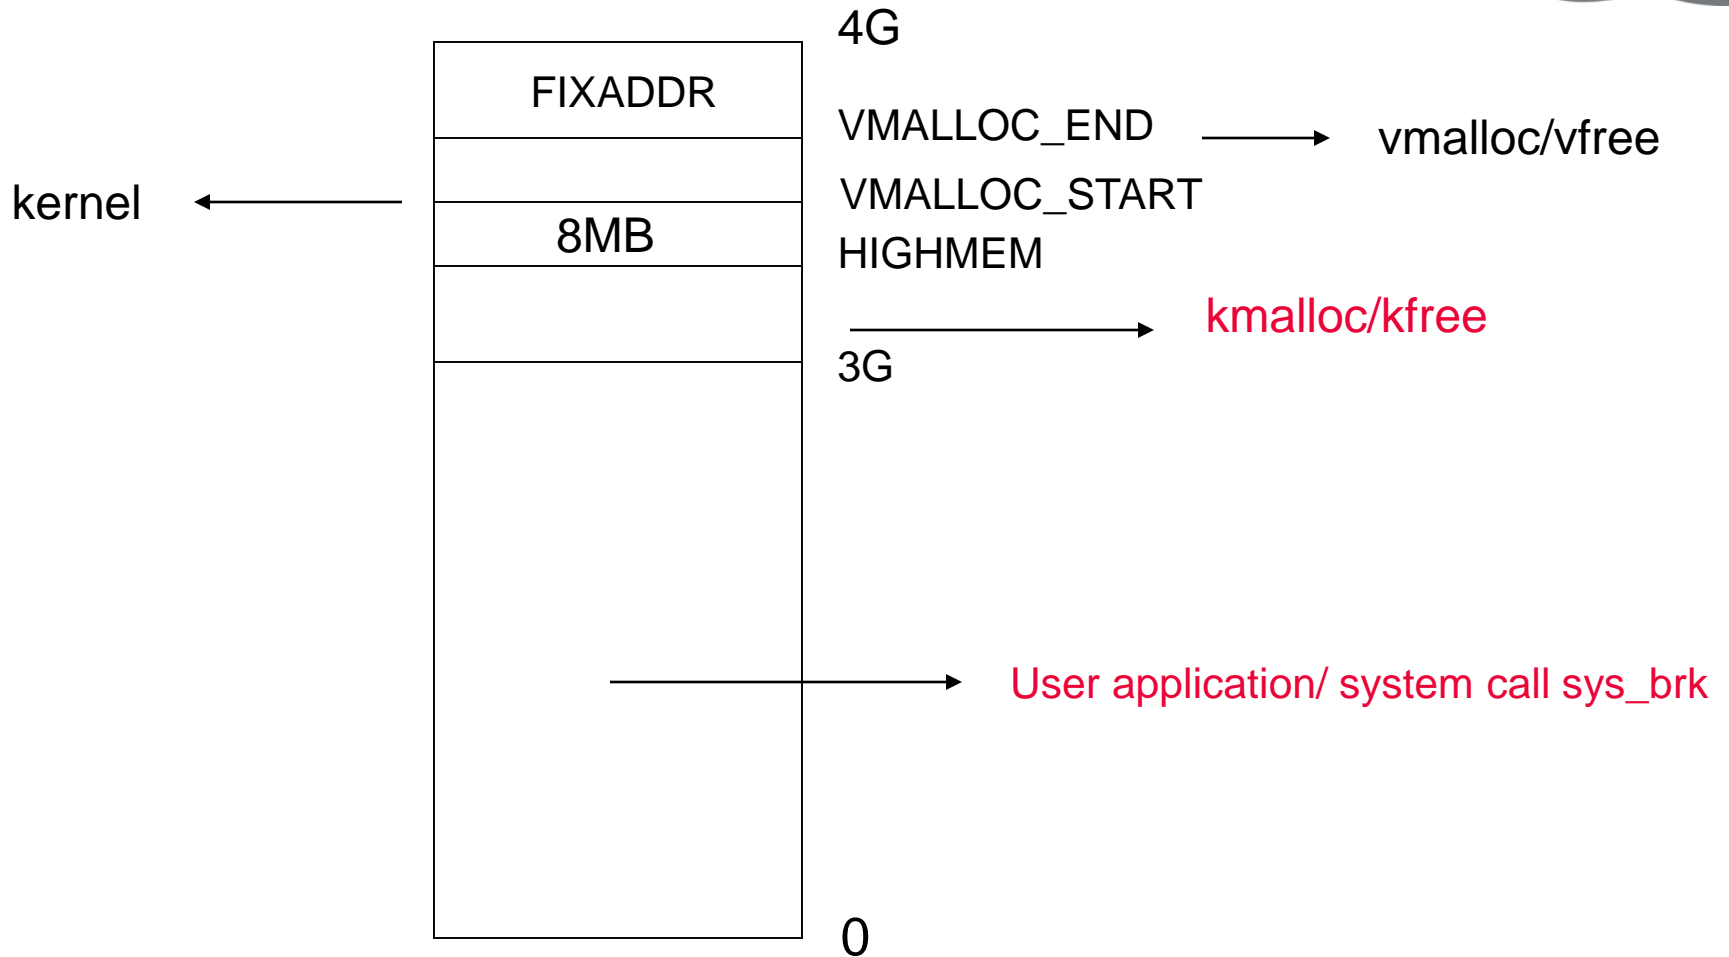 4G
FIXADDR
VMALLOC_END
vmalloc/vfree
kernel
VMALLOC_START
8MB
HIGHMEM
kmalloc/kfree
3G
User application/ system call sys_brk
0